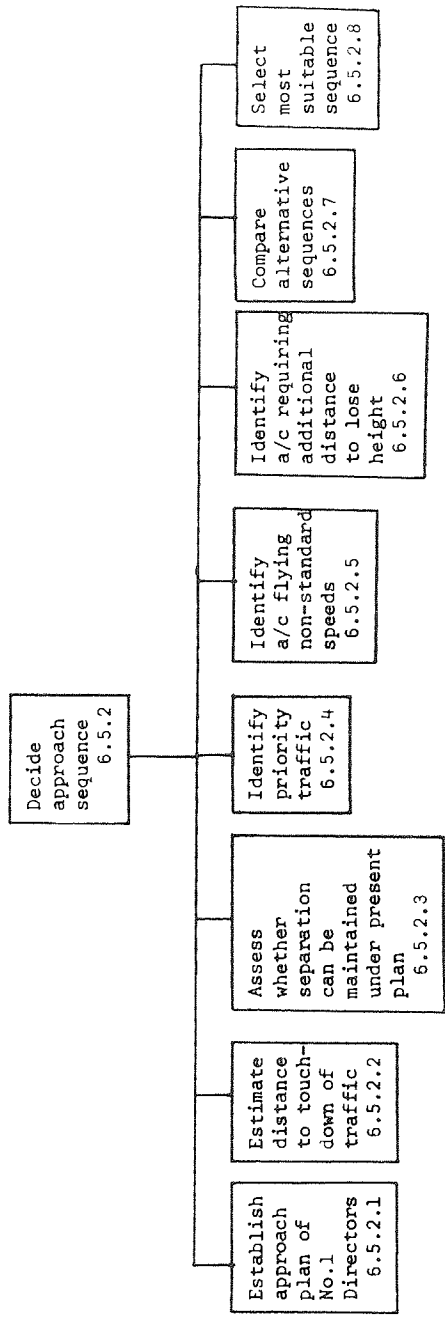 Decide
approach
sequence
6.5.2
Establish
approach
plan of
No.1
Directors
6.5.2.1
Estimate
distance
to touch-
down of
traffic
6.5.2.2
Assess
whether
separation
can be
maintained
under present
plan
6.5.2.3
Identify
priority
traffic
6.5.2.4
Identify
a/c flying
non-standard
speeds
6.5.2.5
Identify
a/c requiring
additional
distance
to lose
height
6.5.2.6
Compare
alternative
sequences
6.5.2.7
Select
most
suitable
sequence
6.5.2.8